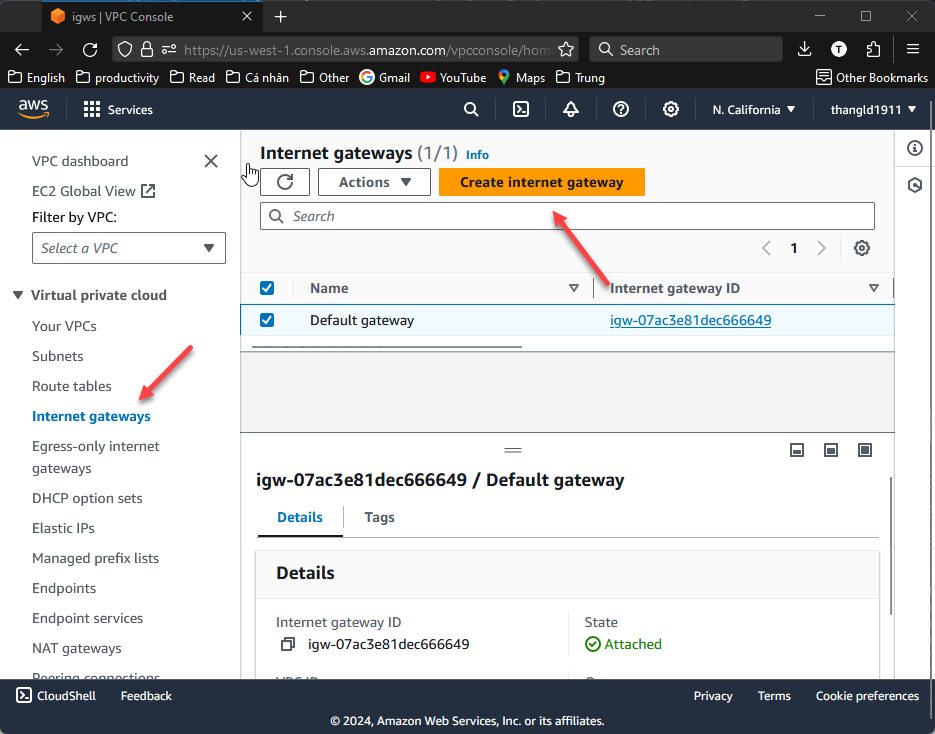 igws | VPC Console
https://us-west-1.console.aws.amazon.com/vpcconsole/hom
Search
T
English productivity Read Cá nhân Other Gmail YouTube Maps Trung Other Bookmarks
aws Services N. California thangld1911
VPC dashboard
EC2 Global View
Filter by VPC:
Select a VPC
Virtual private cloud
Your VPCs
Subnets
Route tables
Internet gateways
Egress-only internet
gateways
DHCP option sets
Elastic IPs
Managed prefix lists
Endpoints
Endpoint services
NAT gateways
Peering connections
Internet gateways (1/1) Info
Actions Create internet gateway
Search
1
Name Internet gateway ID
Default gateway igw-07ac3e81dec666649
igw-07ac3e81dec666649 / Default gateway
Details Tags
Details
Internet gateway ID State
igw-07ac3e81dec666649 Attached
CloudShell Feedback Privacy Terms Cookie preferences
© 2024, Amazon Web Services, Inc. or its affiliates.